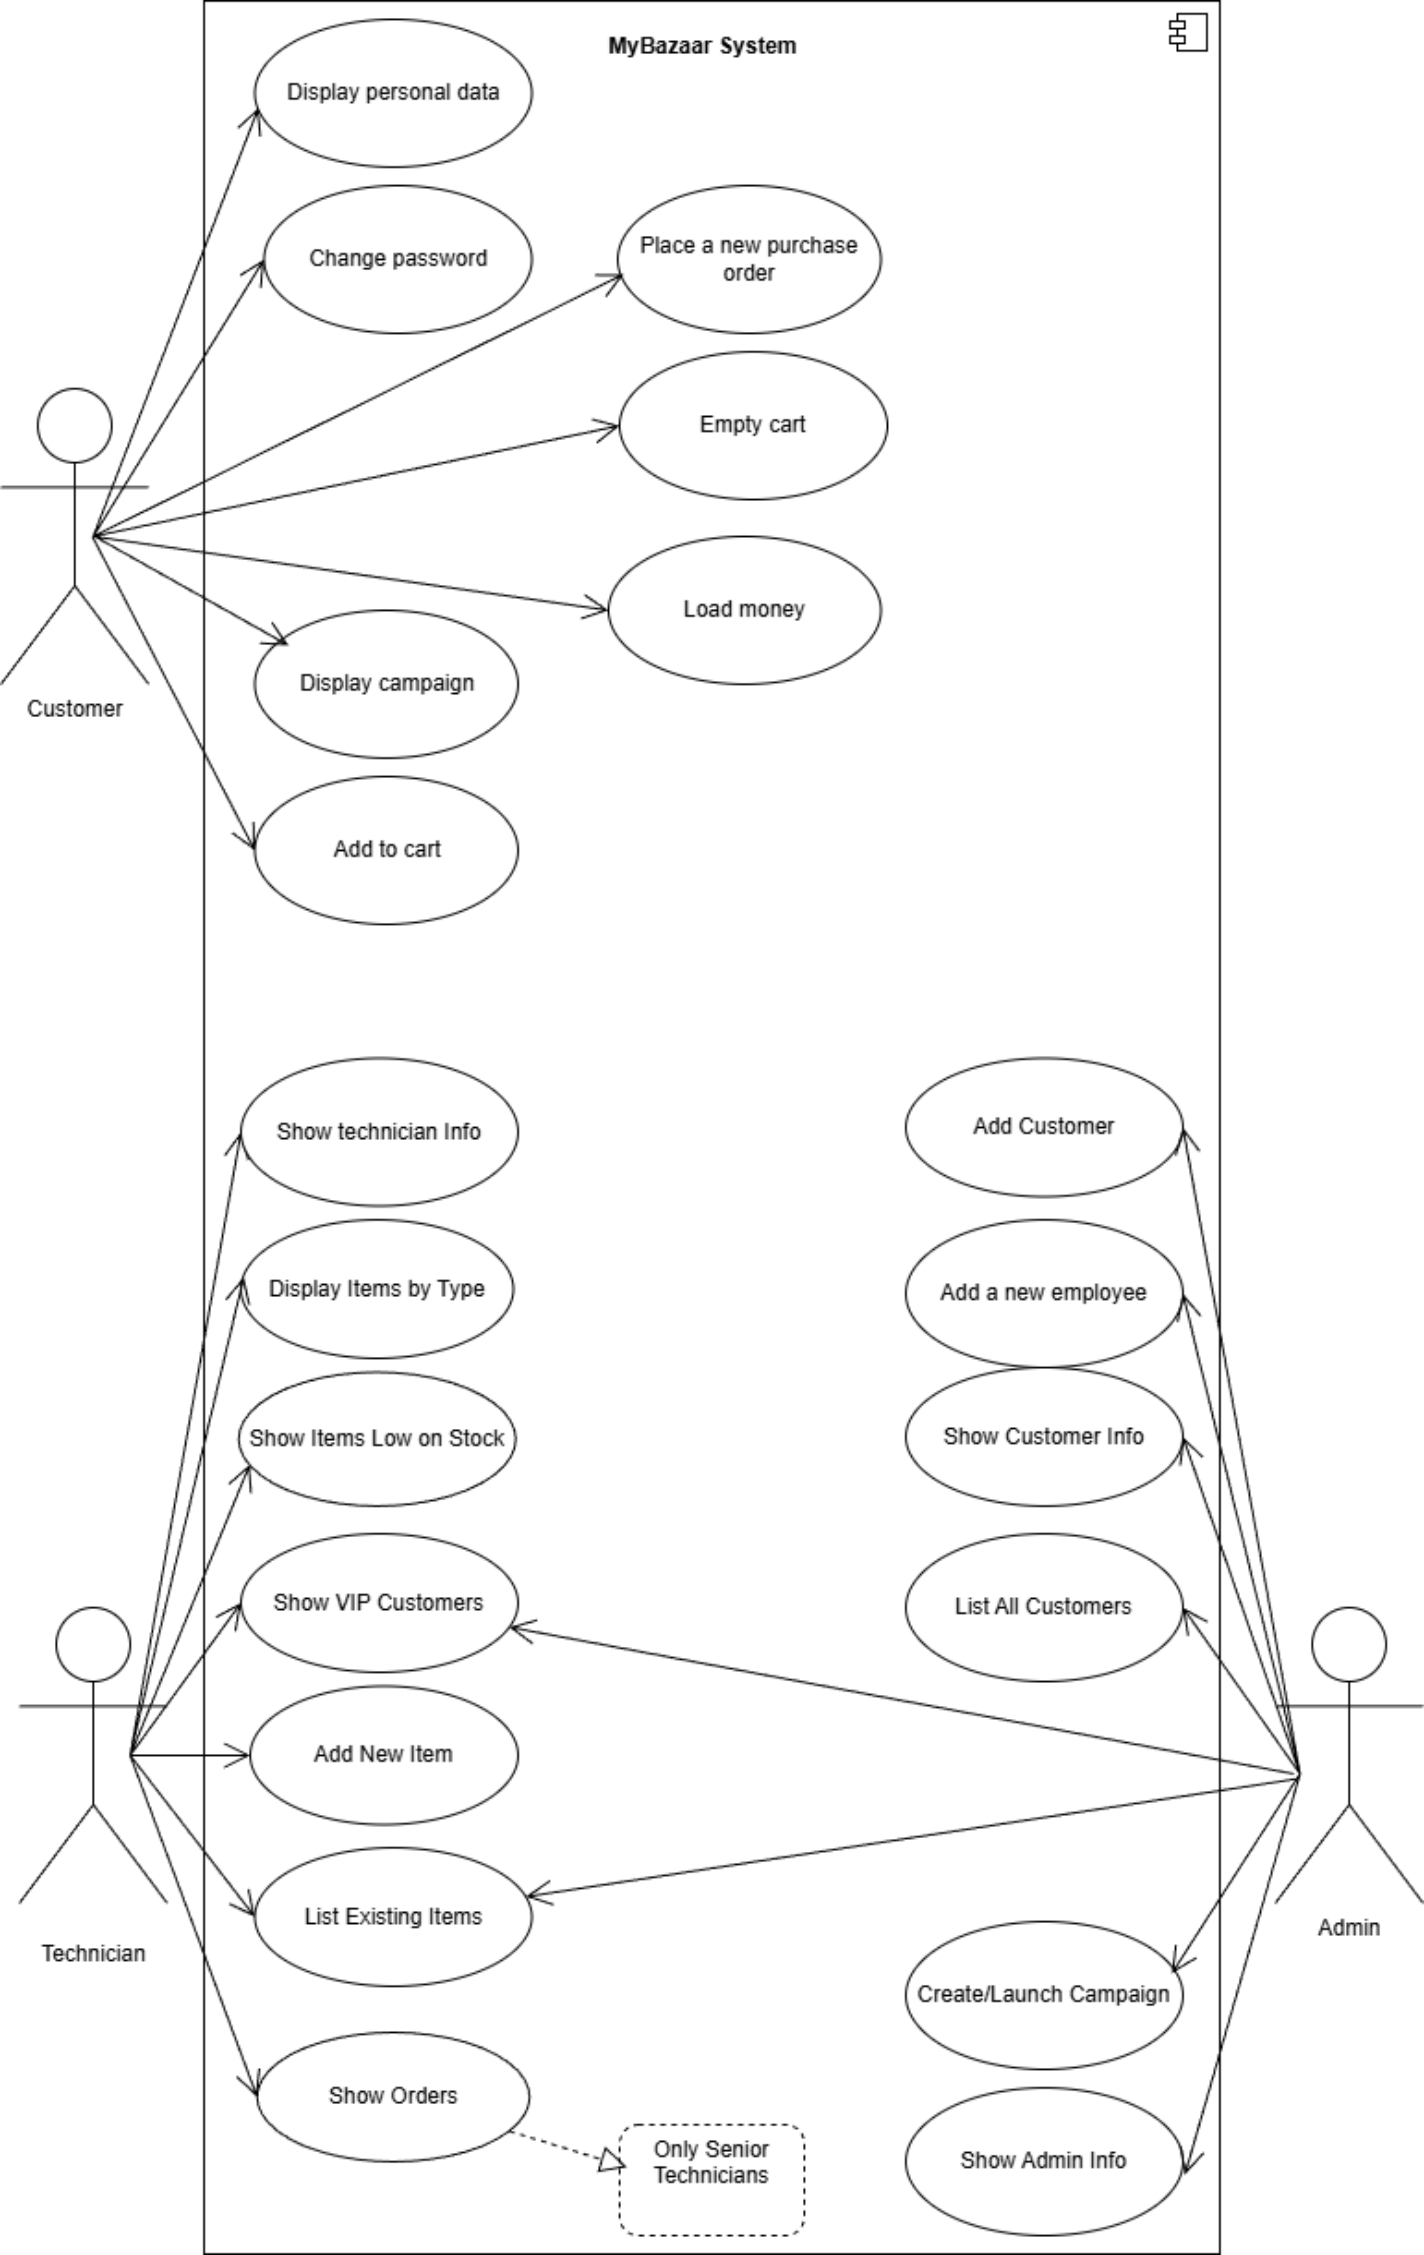 MyBazaar System
Display personal data
Change password
Place a new purchase
order
Empty cart
Load money
Customer
Display campaign
Add to cart
Show technician Info
Add Customer
Display Items by Type
Add a new employee
Show Items Low on Stock
Show Customer Info
Show VIP Customers
List All Customers
Add New Item
List Existing Items
Technician
Admin
Create/Launch Campaign
Show Orders
Only Senior
Technicians
Show Admin Info